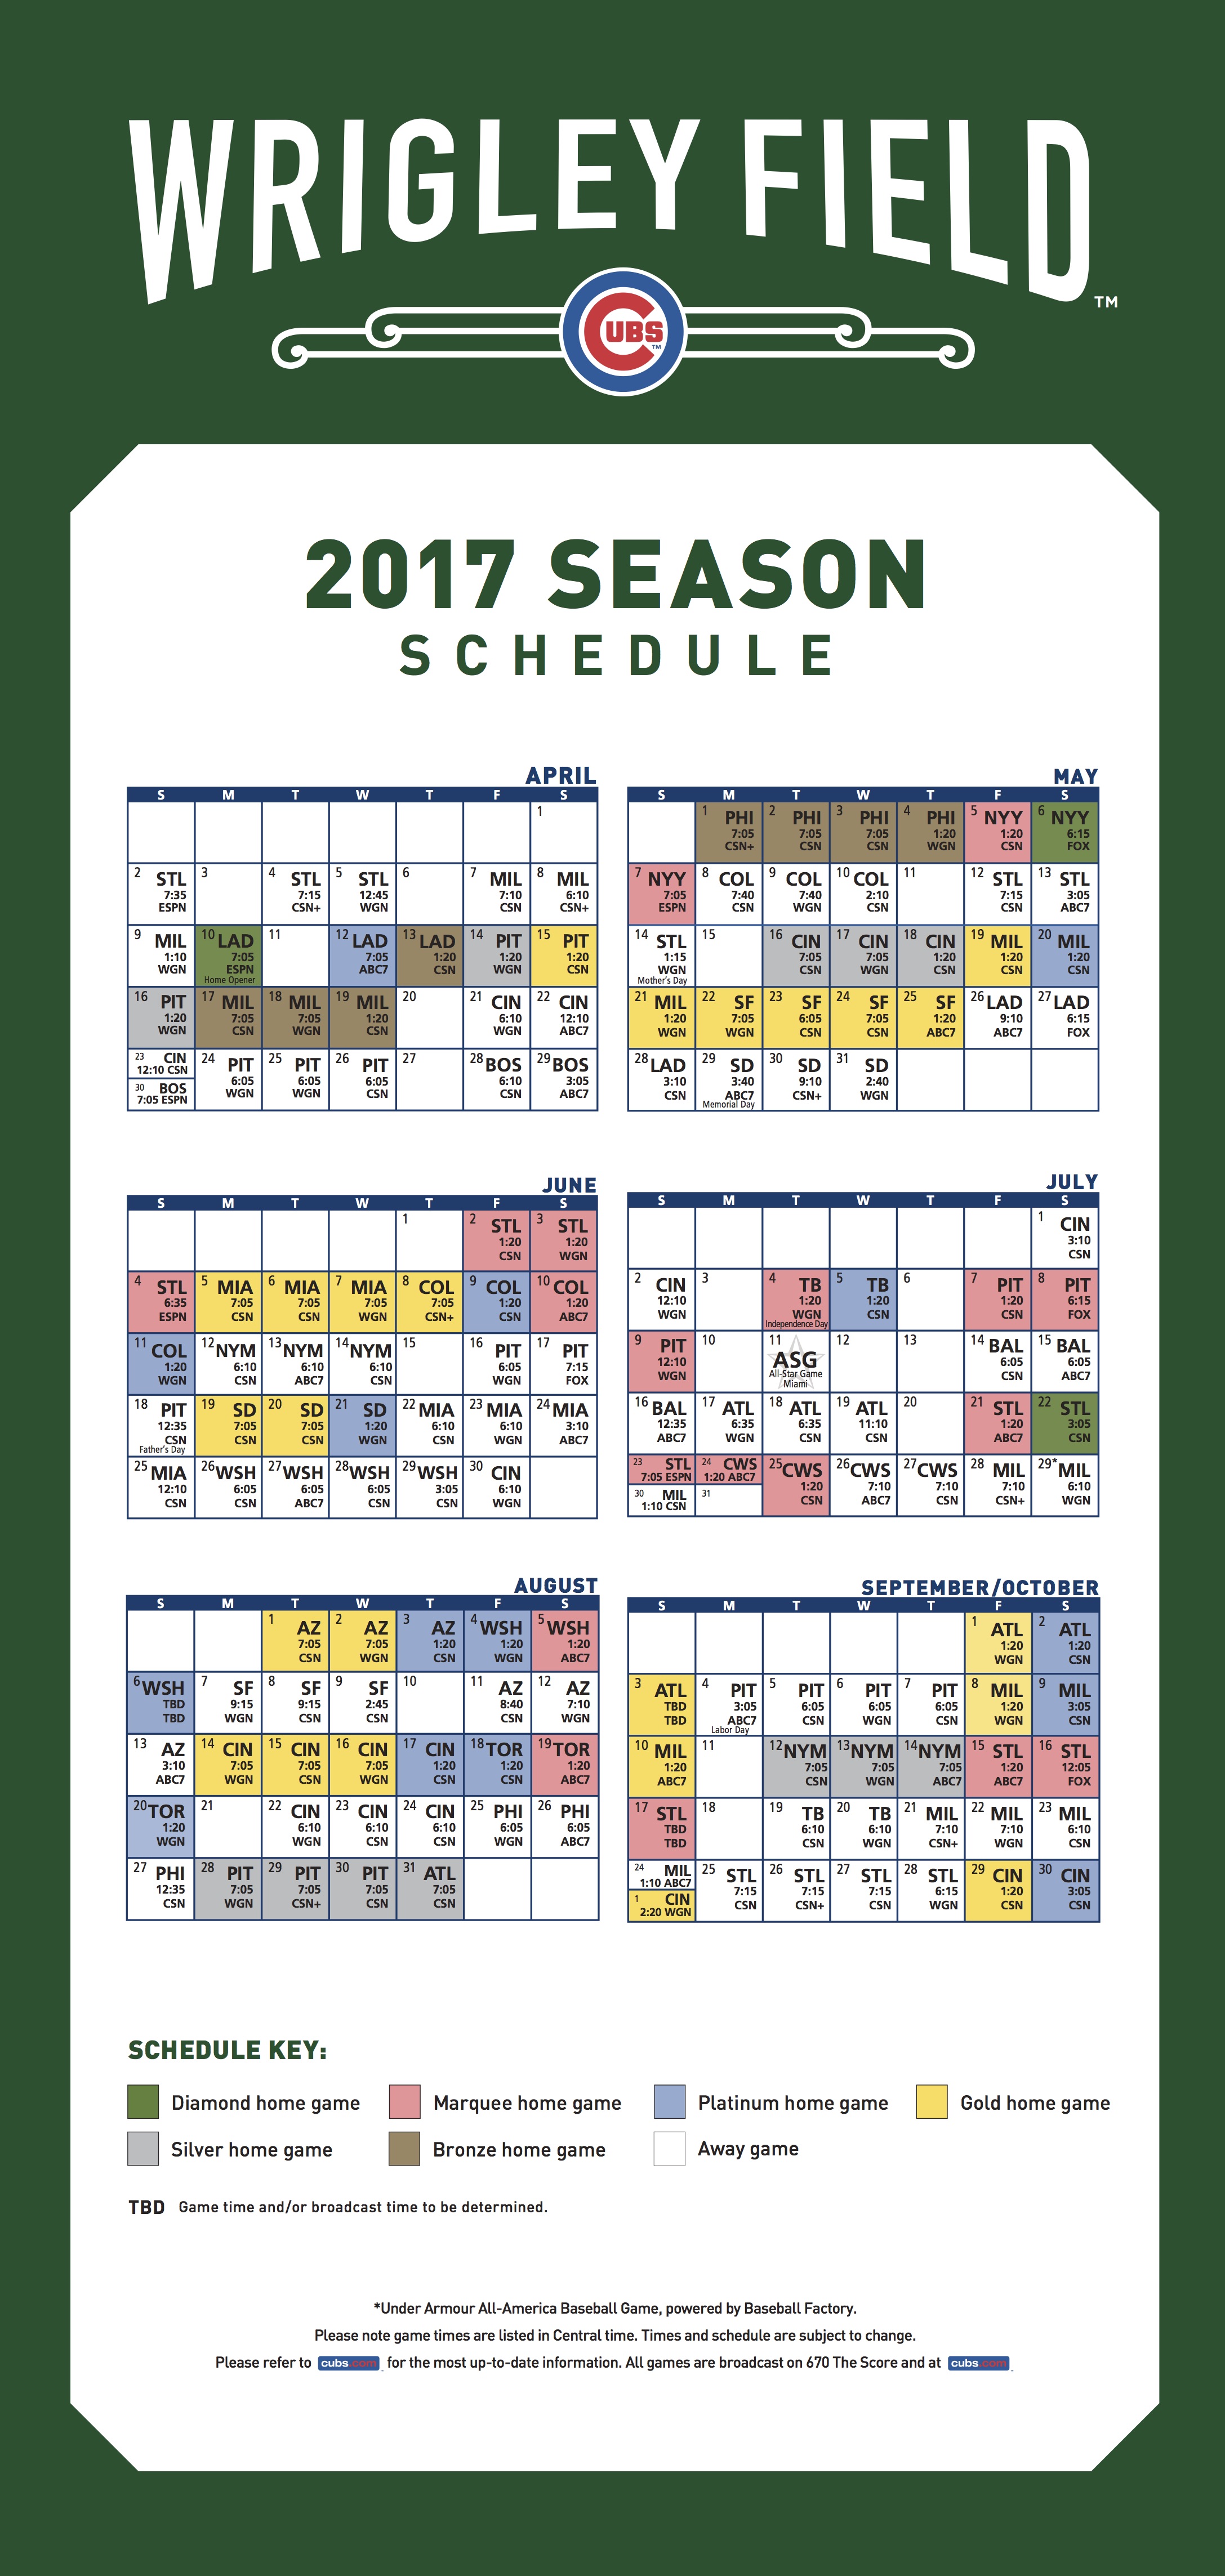 WRIGLEY FIELD
TM
CUBS
TM
2017 SEASON
SCHEDULE
APRIL
S M T W T F S
1
2 STL 7:35 ESPN
3
4 STL 7:15 CSN+
5 STL 12:45 WGN
6
7 MIL 7:10 CSN
8 MIL 6:10 CSN+
9 MIL 1:10 WGN
10 LAD 7:05 ESPN Home Opener
11
12 LAD 7:05 ABC7
13 LAD 1:20 CSN
14 PIT 1:20 WGN
15 PIT 1:20 CSN
16 PIT 1:20 WGN
17 MIL 7:05 CSN
18 MIL 7:05 WGN
19 MIL 1:20 CSN
20
21 CIN 6:10 WGN
22 CIN 12:10 ABC7
23 CIN 12:10 CSN
30 BOS 7:05 ESPN
24 PIT 6:05 WGN
25 PIT 6:05 WGN
26 PIT 6:05 CSN
27
28 BOS 6:10 CSN
29 BOS 3:05 ABC7
MAY
S M T W T F S
1 PHI 7:05 CSN+
2 PHI 7:05 CSN
3 PHI 7:05 CSN
4 PHI 1:20 WGN
5 NYY 1:20 CSN
6 NYY 6:15 FOX
7 NYY 7:05 ESPN
8 COL 7:40 CSN
9 COL 7:40 WGN
10 COL 2:10 CSN
11
12 STL 7:15 CSN
13 STL 3:05 ABC7
14 STL 1:15 WGN Mother's Day
15
16 CIN 7:05 CSN
17 CIN 7:05 WGN
18 CIN 1:20 CSN
19 MIL 1:20 CSN
20 MIL 1:20 CSN
21 MIL 1:20 WGN
22 SF 7:05 WGN
23 SF 6:05 CSN
24 SF 7:05 CSN
25 SF 1:20 ABC7
26 LAD 9:10 ABC7
27 LAD 6:15 FOX
28 LAD 3:10 CSN
29 SD 3:40 ABC7 Memorial Day
30 SD 9:10 CSN+
31 SD 2:40 WGN
JUNE
S M T W T F S
1
2 STL 1:20 CSN
3 STL 1:20 WGN
4 STL 6:35 ESPN
5 MIA 7:05 CSN
6 MIA 7:05 CSN
7 MIA 7:05 WGN
8 COL 7:05 CSN+
9 COL 1:20 CSN
10 COL 1:20 ABC7
11 COL 1:20 WGN
12 NYM 6:10 CSN
13 NYM 6:10 ABC7
14 NYM 6:10 CSN
15
16 PIT 6:05 WGN
17 PIT 7:15 FOX
18 PIT 12:35 CSN Father's Day
19 SD 7:05 CSN
20 SD 7:05 CSN
21 SD 1:20 WGN
22 MIA 6:10 CSN
23 MIA 6:10 WGN
24 MIA 3:10 ABC7
25 MIA 12:10 CSN
26 WSH 6:05 CSN
27 WSH 6:05 ABC7
28 WSH 6:05 CSN
29 WSH 3:05 CSN
30 CIN 6:10 WGN
JULY
S M T W T F S
1 CIN 3:10 CSN
2 CIN 12:10 WGN
3
4 TB 1:20 WGN Independence Day
5 TB 1:20 CSN
6
7 PIT 1:20 CSN
8 PIT 6:15 FOX
9 PIT 12:10 WGN
10
11 ASG All-Star Game Miami
12
13
14 BAL 6:05 CSN
15 BAL 6:05 ABC7
16 BAL 12:35 ABC7
17 ATL 6:35 WGN
18 ATL 6:35 CSN
19 ATL 11:10 CSN
20
21 STL 1:20 ABC7
22 STL 3:05 CSN
23 STL 7:05 ESPN
30 MIL 1:10 CSN
24 CWS 1:20 ABC7
31
25 CWS 1:20 CSN
26 CWS 7:10 ABC7
27 CWS 7:10 CSN
28 MIL 7:10 CSN+
29* MIL 6:10 WGN
AUGUST
S M T W T F S
1 AZ 7:05 CSN
2 AZ 7:05 WGN
3 AZ 1:20 CSN
4 WSH 1:20 WGN
5 WSH 1:20 ABC7
6 WSH TBD TBD
7 SF 9:15 WGN
8 SF 9:15 CSN
9 SF 2:45 CSN
10
11 AZ 8:40 CSN
12 AZ 7:10 WGN
13 AZ 3:10 ABC7
14 CIN 7:05 WGN
15 CIN 7:05 CSN
16 CIN 7:05 WGN
17 CIN 1:20 CSN
18 TOR 1:20 CSN
19 TOR 1:20 ABC7
20 TOR 1:20 WGN
21
22 CIN 6:10 WGN
23 CIN 6:10 CSN
24 CIN 6:10 CSN
25 PHI 6:05 WGN
26 PHI 6:05 ABC7
27 PHI 12:35 CSN
28 PIT 7:05 WGN
29 PIT 7:05 CSN+
30 PIT 7:05 CSN
31 ATL 7:05 CSN
SEPTEMBER/OCTOBER
S M T W T F S
1 ATL 1:20 WGN
2 ATL 1:20 CSN
3 ATL TBD TBD
4 PIT 3:05 ABC7 Labor Day
5 PIT 6:05 CSN
6 PIT 6:05 WGN
7 PIT 6:05 CSN
8 MIL 1:20 WGN
9 MIL 3:05 CSN
10 MIL 1:20 ABC7
11
12 NYM 7:05 CSN
13 NYM 7:05 WGN
14 NYM 7:05 ABC7
15 STL 1:20 ABC7
16 STL 12:05 FOX
17 STL TBD TBD
18
19 TB 6:10 CSN
20 TB 6:10 WGN
21 MIL 7:10 CSN+
22 MIL 7:10 WGN
23 MIL 6:10 CSN
24 MIL 1:10 ABC7
1 CIN 2:20 WGN
25 STL 7:15 CSN
26 STL 7:15 CSN+
27 STL 7:15 CSN
28 STL 6:15 WGN
29 CIN 1:20 CSN
30 CIN 3:05 CSN
SCHEDULE KEY:
Diamond home game Marquee home game Platinum home game Gold home game
Silver home game Bronze home game Away game
TBD Game time and/or broadcast time to be determined.
*Under Armour All-America Baseball Game, powered by Baseball Factory.
Please note game times are listed in Central time. Times and schedule are subject to change.
Please refer to cubs.com for the most up-to-date information. All games are broadcast on 670 The Score and at cubs.com.